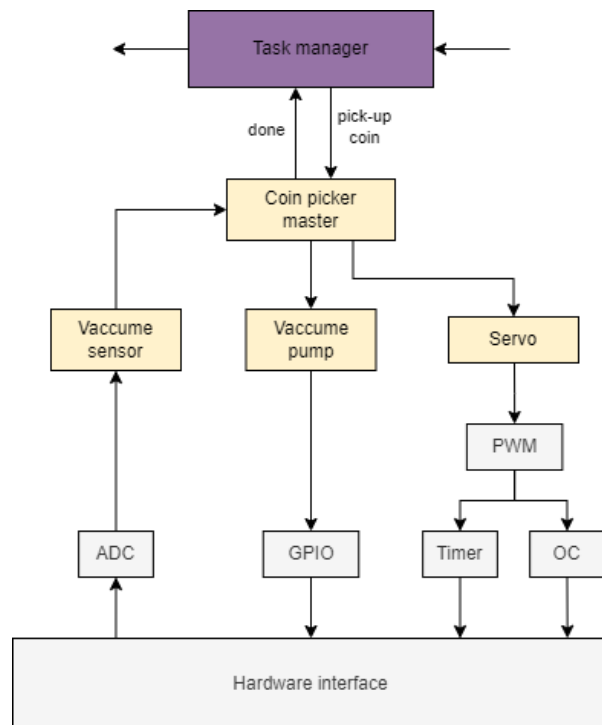 Task manager
done
pick-up
coin
Coin picker
master
Vaccume
sensor
Vaccume
pump
Servo
PWM
ADC
GPIO
Timer
OC
Hardware interface